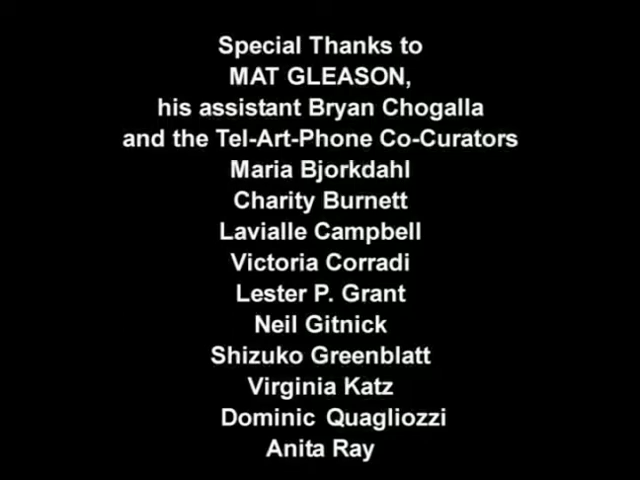 Special Thanks to
MAT GLEASON,
his assistant Bryan Chogalla
and the Tel-Art-Phone Co-Curators
Maria Bjorkdahl
Charity Burnett
Lavialle Campbell
Victoria Corradi
Lester P. Grant
Neil Gitnick
Shizuko Greenblatt
Virginia Katz
Dominic Quagliozzi
Anita Ray